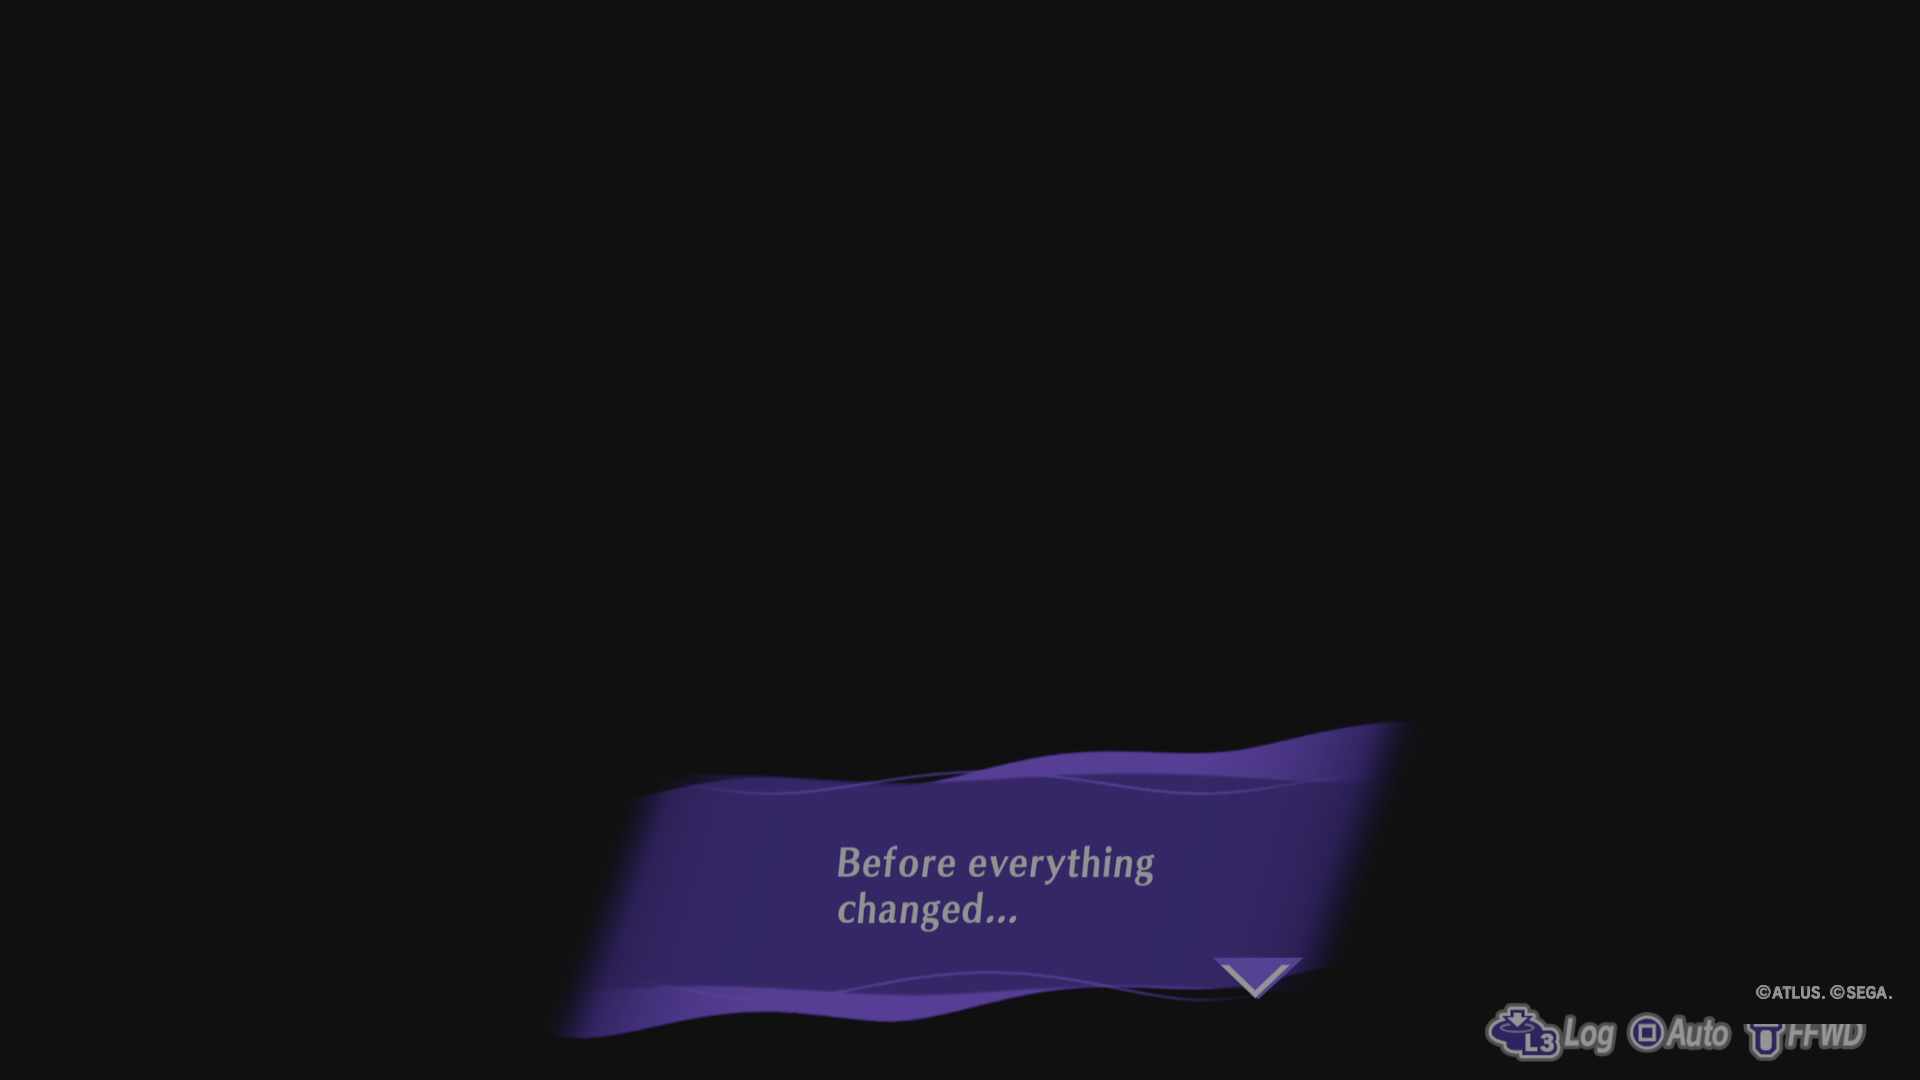 Before everything
changed...
©ATLUS. ©SEGA.
L3 Log Auto FFWD